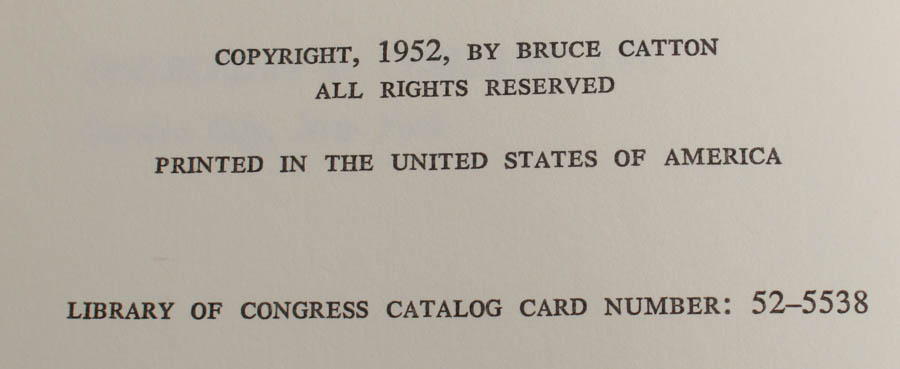 COPYRIGHT, 1952, BY BRUCE CATTON
ALL RIGHTS RESERVED
PRINTED IN THE UNITED STATES OF AMERICA
LIBRARY OF CONGRESS CATALOG CARD NUMBER: 52–5538